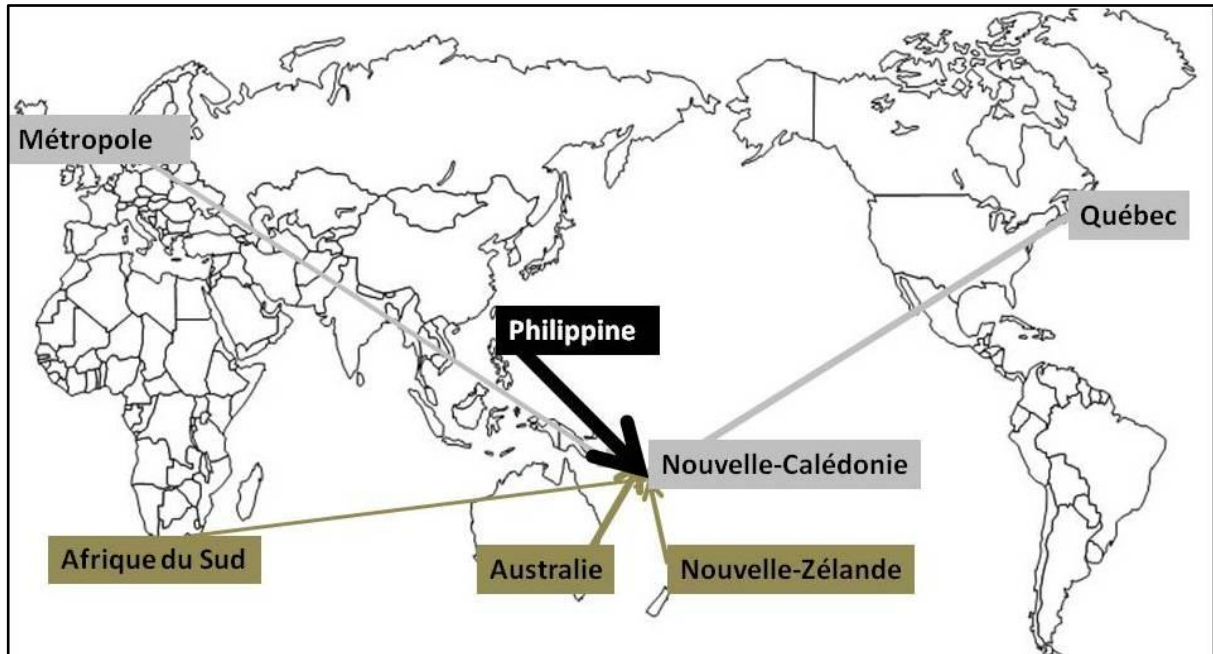 Métropole
Québec
Philippine
Nouvelle-Calédonie
Afrique du Sud
Australie
Nouvelle-Zélande